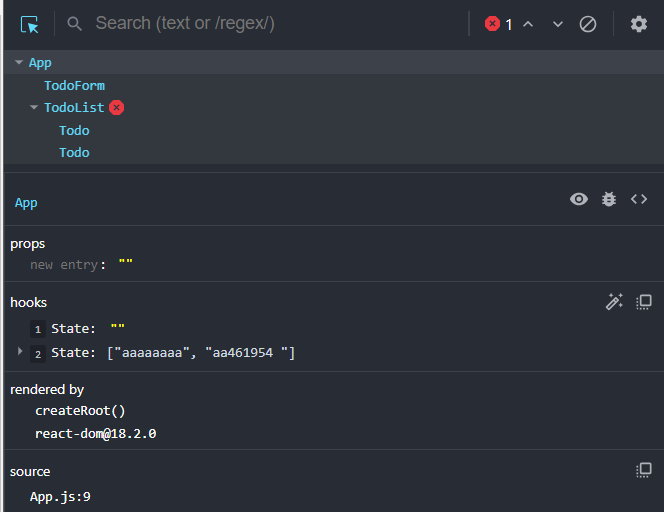 Search (text or /regex/)
1
App
TodoForm
TodoList
Todo
Todo
App
props
new entry: ""
hooks
1 State: ""
2 State: ["aaaaaaaa", "aa461954 "]
rendered by
createRoot()
react-dom@18.2.0
source
App.js:9